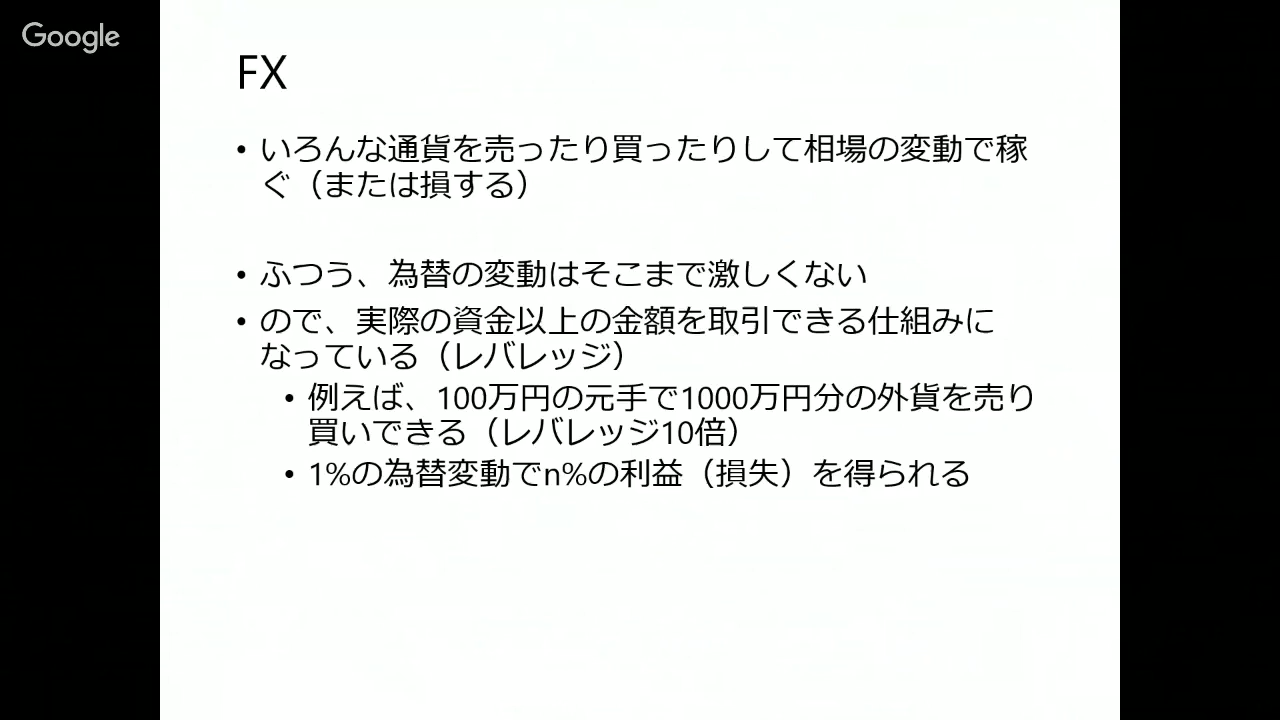 Google
FX
• いろんな通貨を売ったり買ったりして相場の変動で稼
ぐ（または損する）
• ふつう、為替の変動はそこまで激しくない
• ので、実際の資金以上の金額を取引できる仕組みに
なっている（レバレッジ）
• 例えば、100万円の元手で1000万円分の外貨を売り
買いできる（レバレッジ10倍）
• 1%の為替変動でn%の利益（損失）を得られる